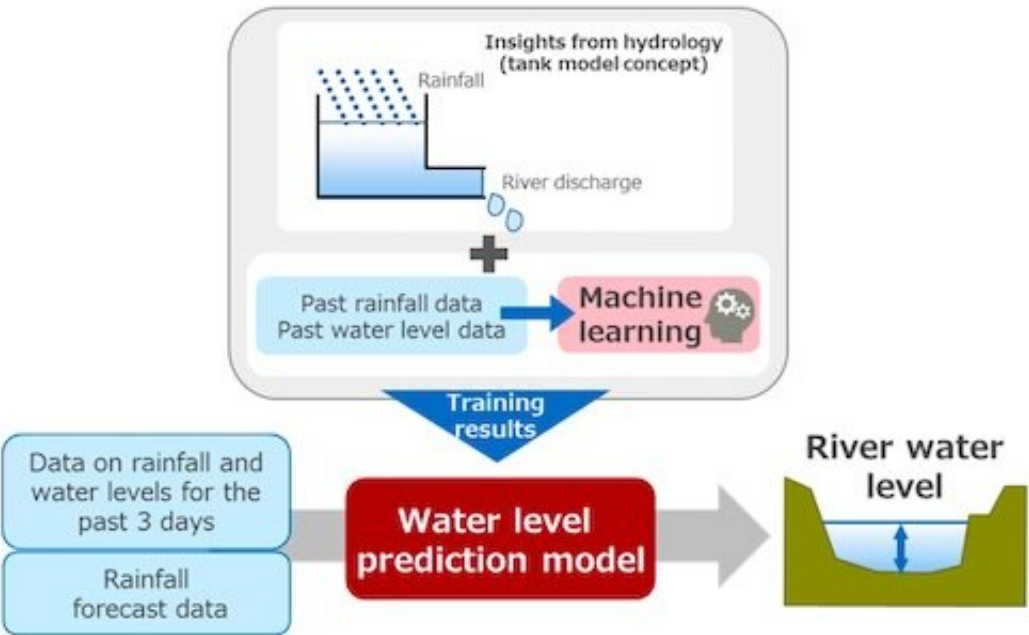 Insights from hydrology
(tank model concept)
Rainfall
River discharge
Past rainfall data
Past water level data
Machine
learning
Training
results
Data on rainfall and
water levels for the
past 3 days
Rainfall
forecast data
Water level
prediction model
River water
level